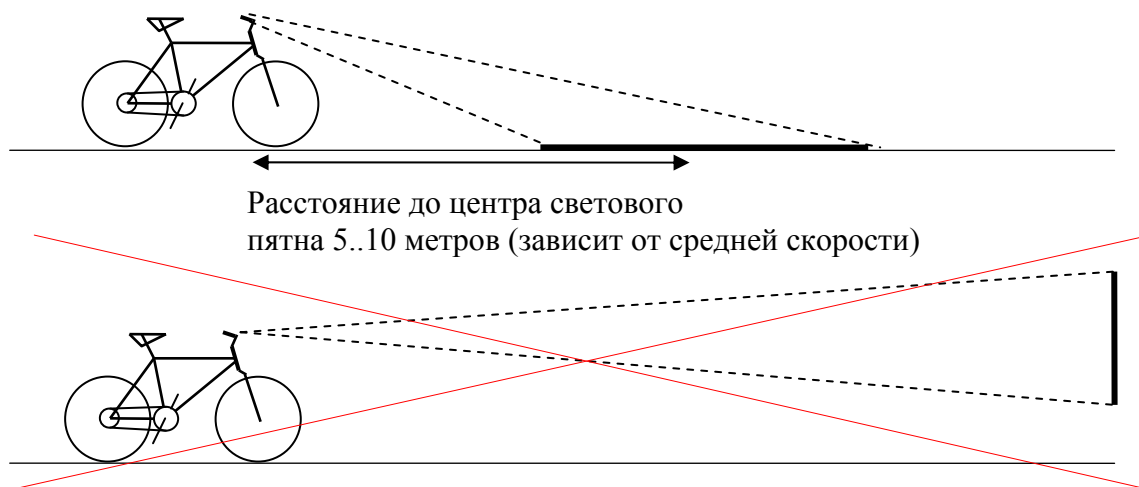 Расстояние до центра светового
пятна 5..10 метров (зависит от средней скорости)